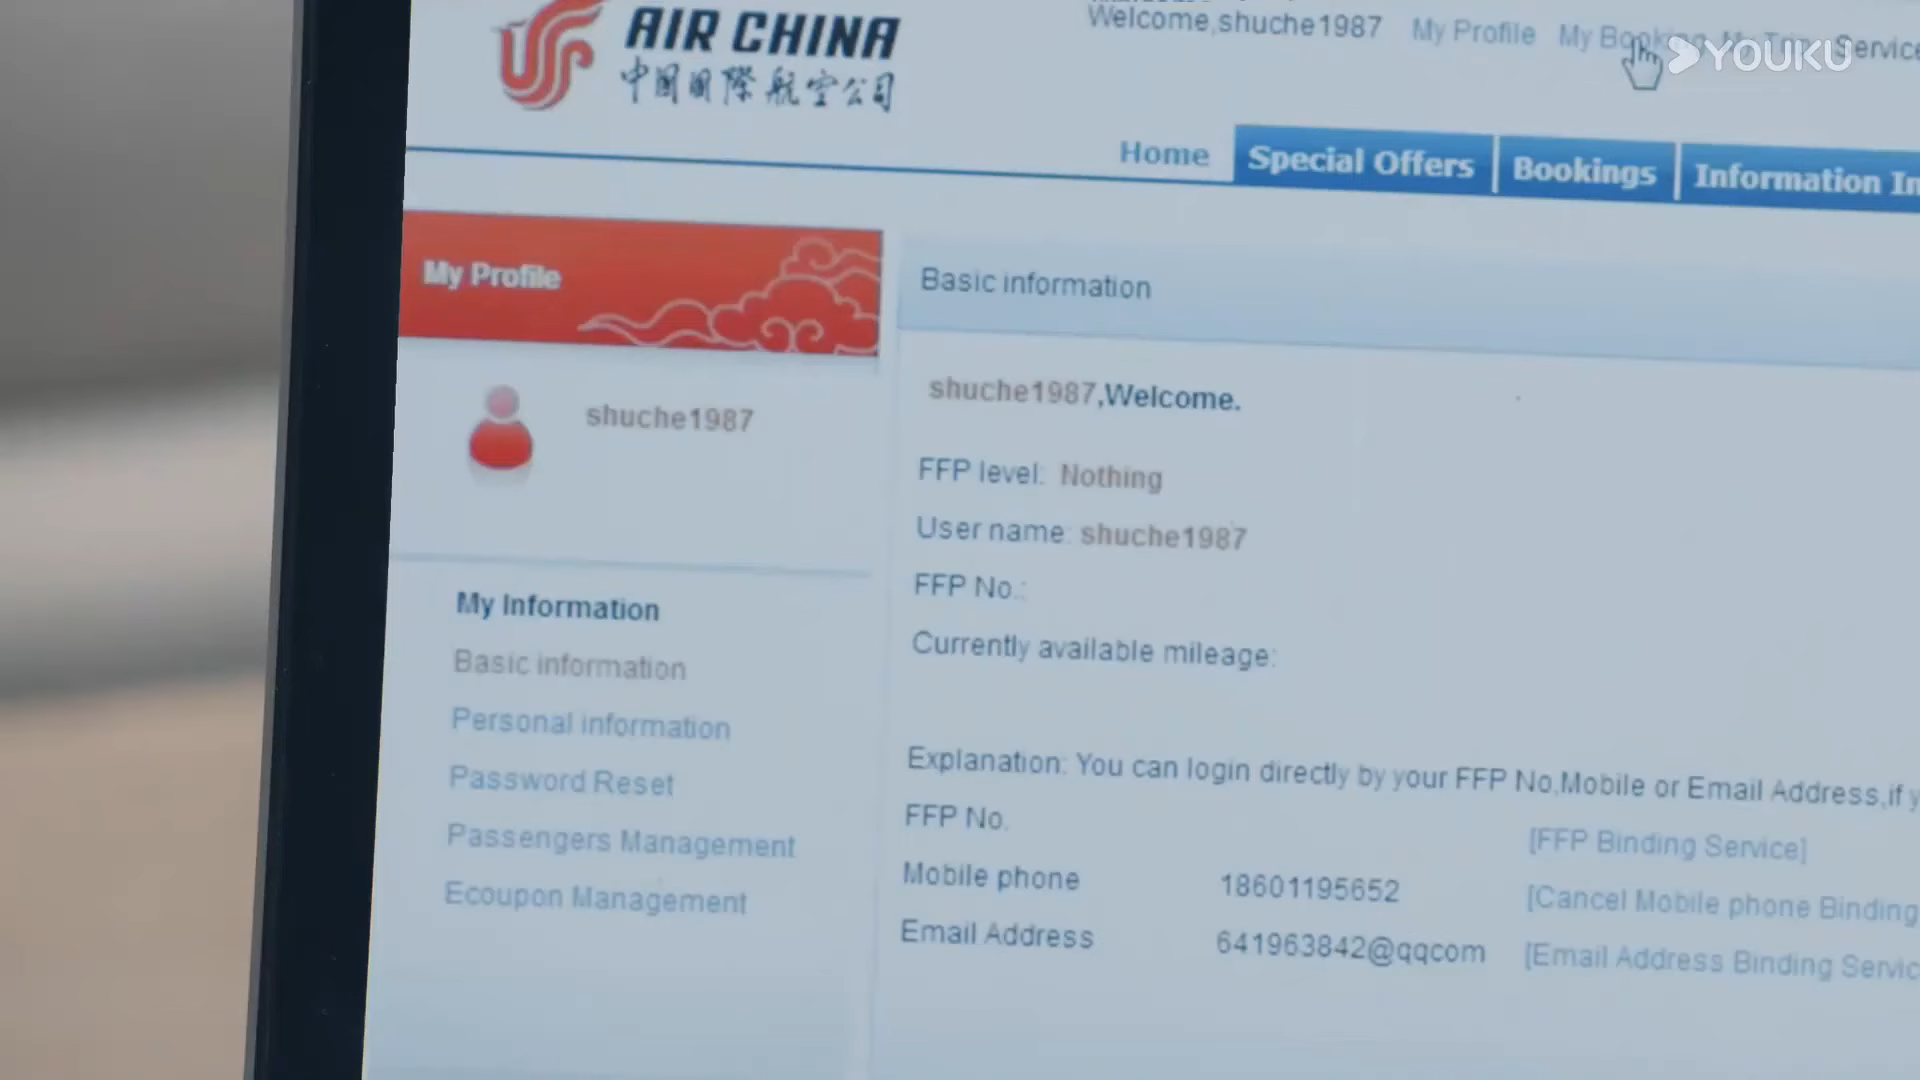 AIR CHINA
中国国際航空公司
Welcome,shuche1987 My Profile My Booking Service
YOUKU
Home Special Offers Bookings Information
My Profile
Basic information
shuche1987
shuche1987,Welcome.
FFP level: Nothing
User name: shuche1987
FFP No.:
Currently available mileage:
My Information
Basic information
Personal information
Password Reset
Passengers Management
Ecoupon Management
Explanation: You can login directly by your FFP No,Mobile or Email Address,if
FFP No. [FFP Binding Service]
Mobile phone 18601195652 [Cancel Mobile phone Binding
Email Address 641963842@qqcom [Email Address Binding Servic